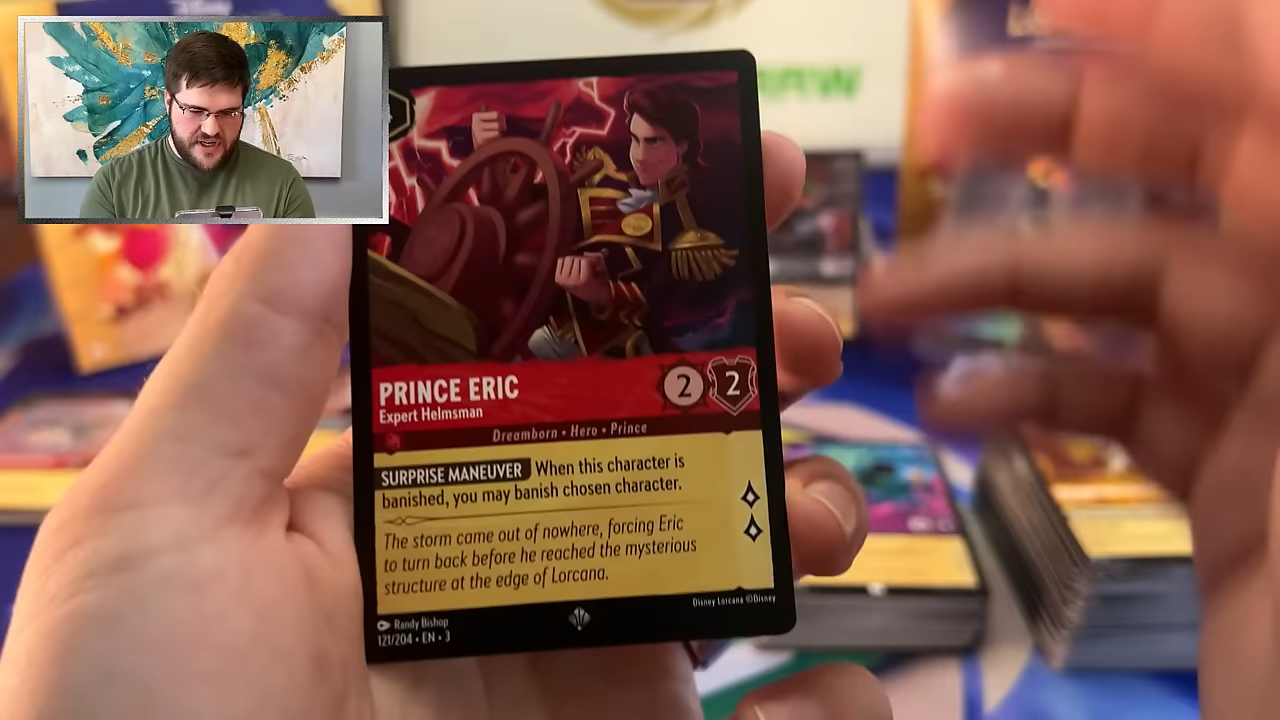 PRINCE ERIC
Expert Helmsman
2 2
Dreamborn • Hero • Prince
SURPRISE MANEUVER When this character is
banished, you may banish chosen character.
The storm came out of nowhere, forcing Eric
to turn back before he reached the mysterious
structure at the edge of Lorcana.
Disney Lorcana ©Disney
Randy Bishop
121/204 • EN • 3